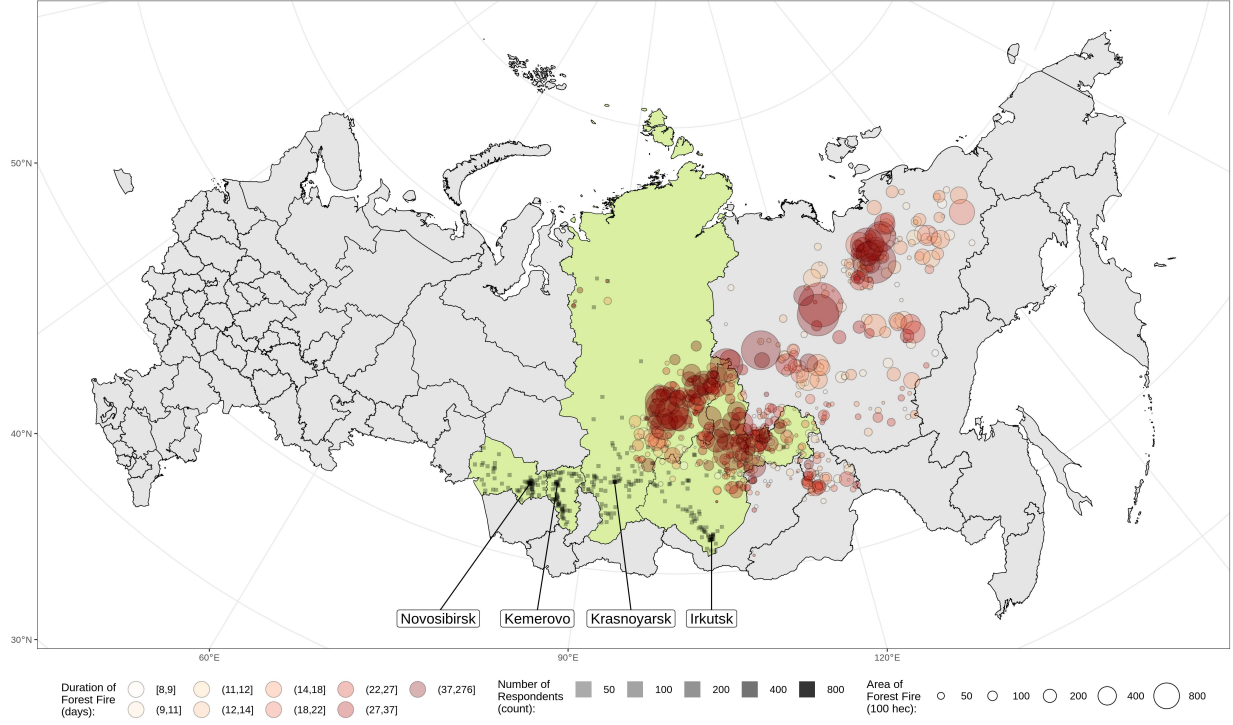 50°N
40°N
30°N
Novosibirsk Kemerovo Krasnoyarsk Irkutsk
60°E 90°E 120°E
Duration of
Forest Fire
(days):
[8,9] (11,12] (14,18] (22,27] (37,276]
(9,11] (12,14] (18,22] (27,37]
Number of
Respondents
(count):
50 100 200 400 800
Area of
Forest Fire
(100 hec):
50 100 200 400 800